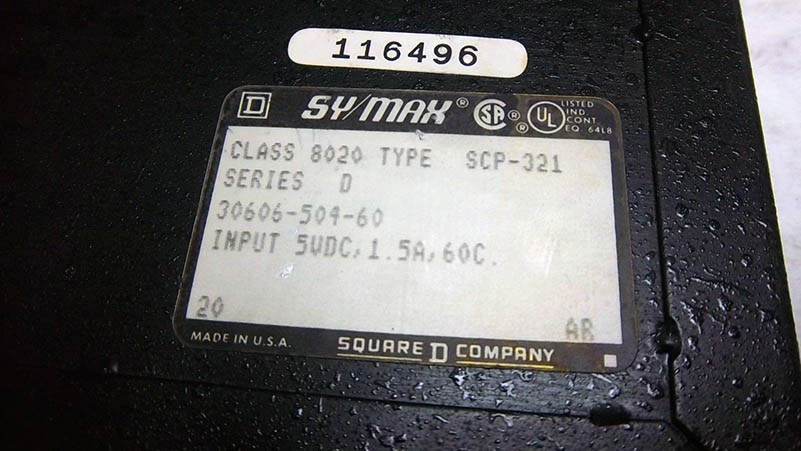 116496
D SY/MAX® SA® ® UL LISTED
IND
CONT
EQ 64L8
CLASS 8020 TYPE SCP-321
SERIES D
30606-504-60
INPUT 5VDC, 1.5A, 60C.
20 AB
MADE IN U.S.A. SQUARE D COMPANY